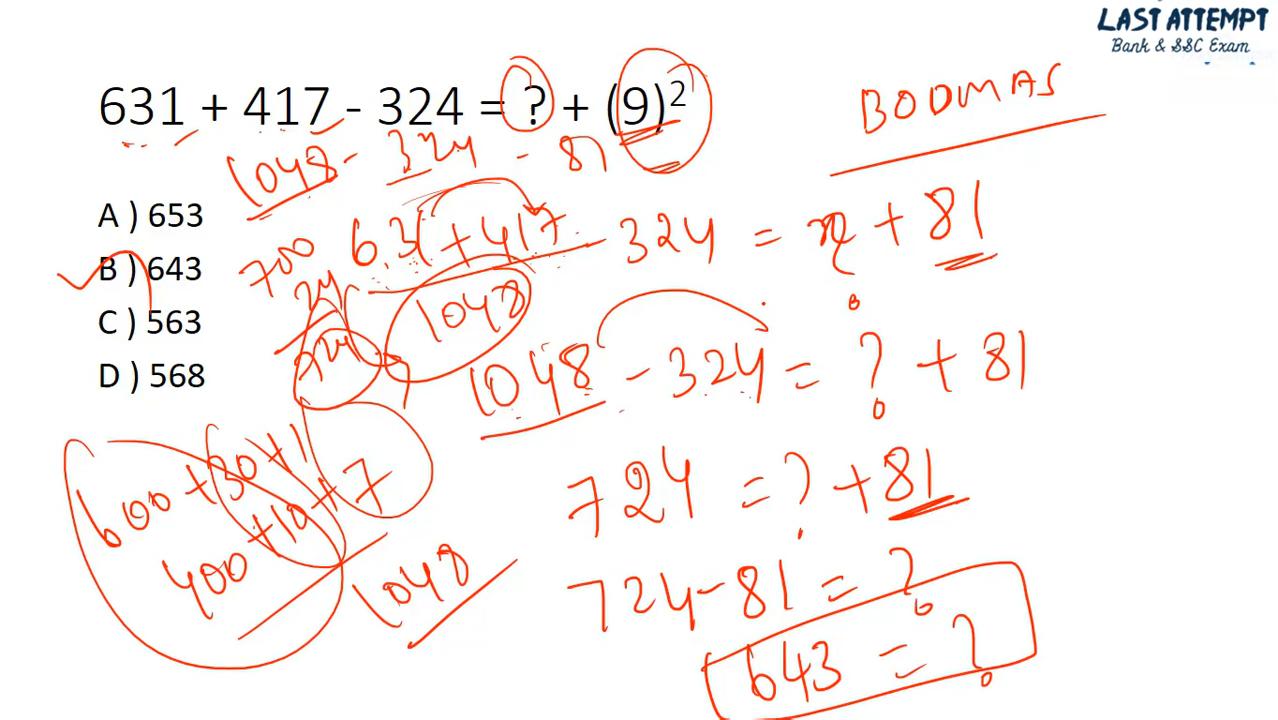 LAST ATTEMPT
Bank & SSC Exam
631 + 417 - 324 = ? + (9)²
BODMAS
1048 - 324 - 81
A ) 653
B ) 643
C ) 563
D ) 568
700
631 + 417 - 324 = x + 81
24
1048
1048 - 324 = ? + 81
724 = ? + 81
600 + 30 + 1
400 + 10 + 7
1048
724 - 81 = ?
643 = ?